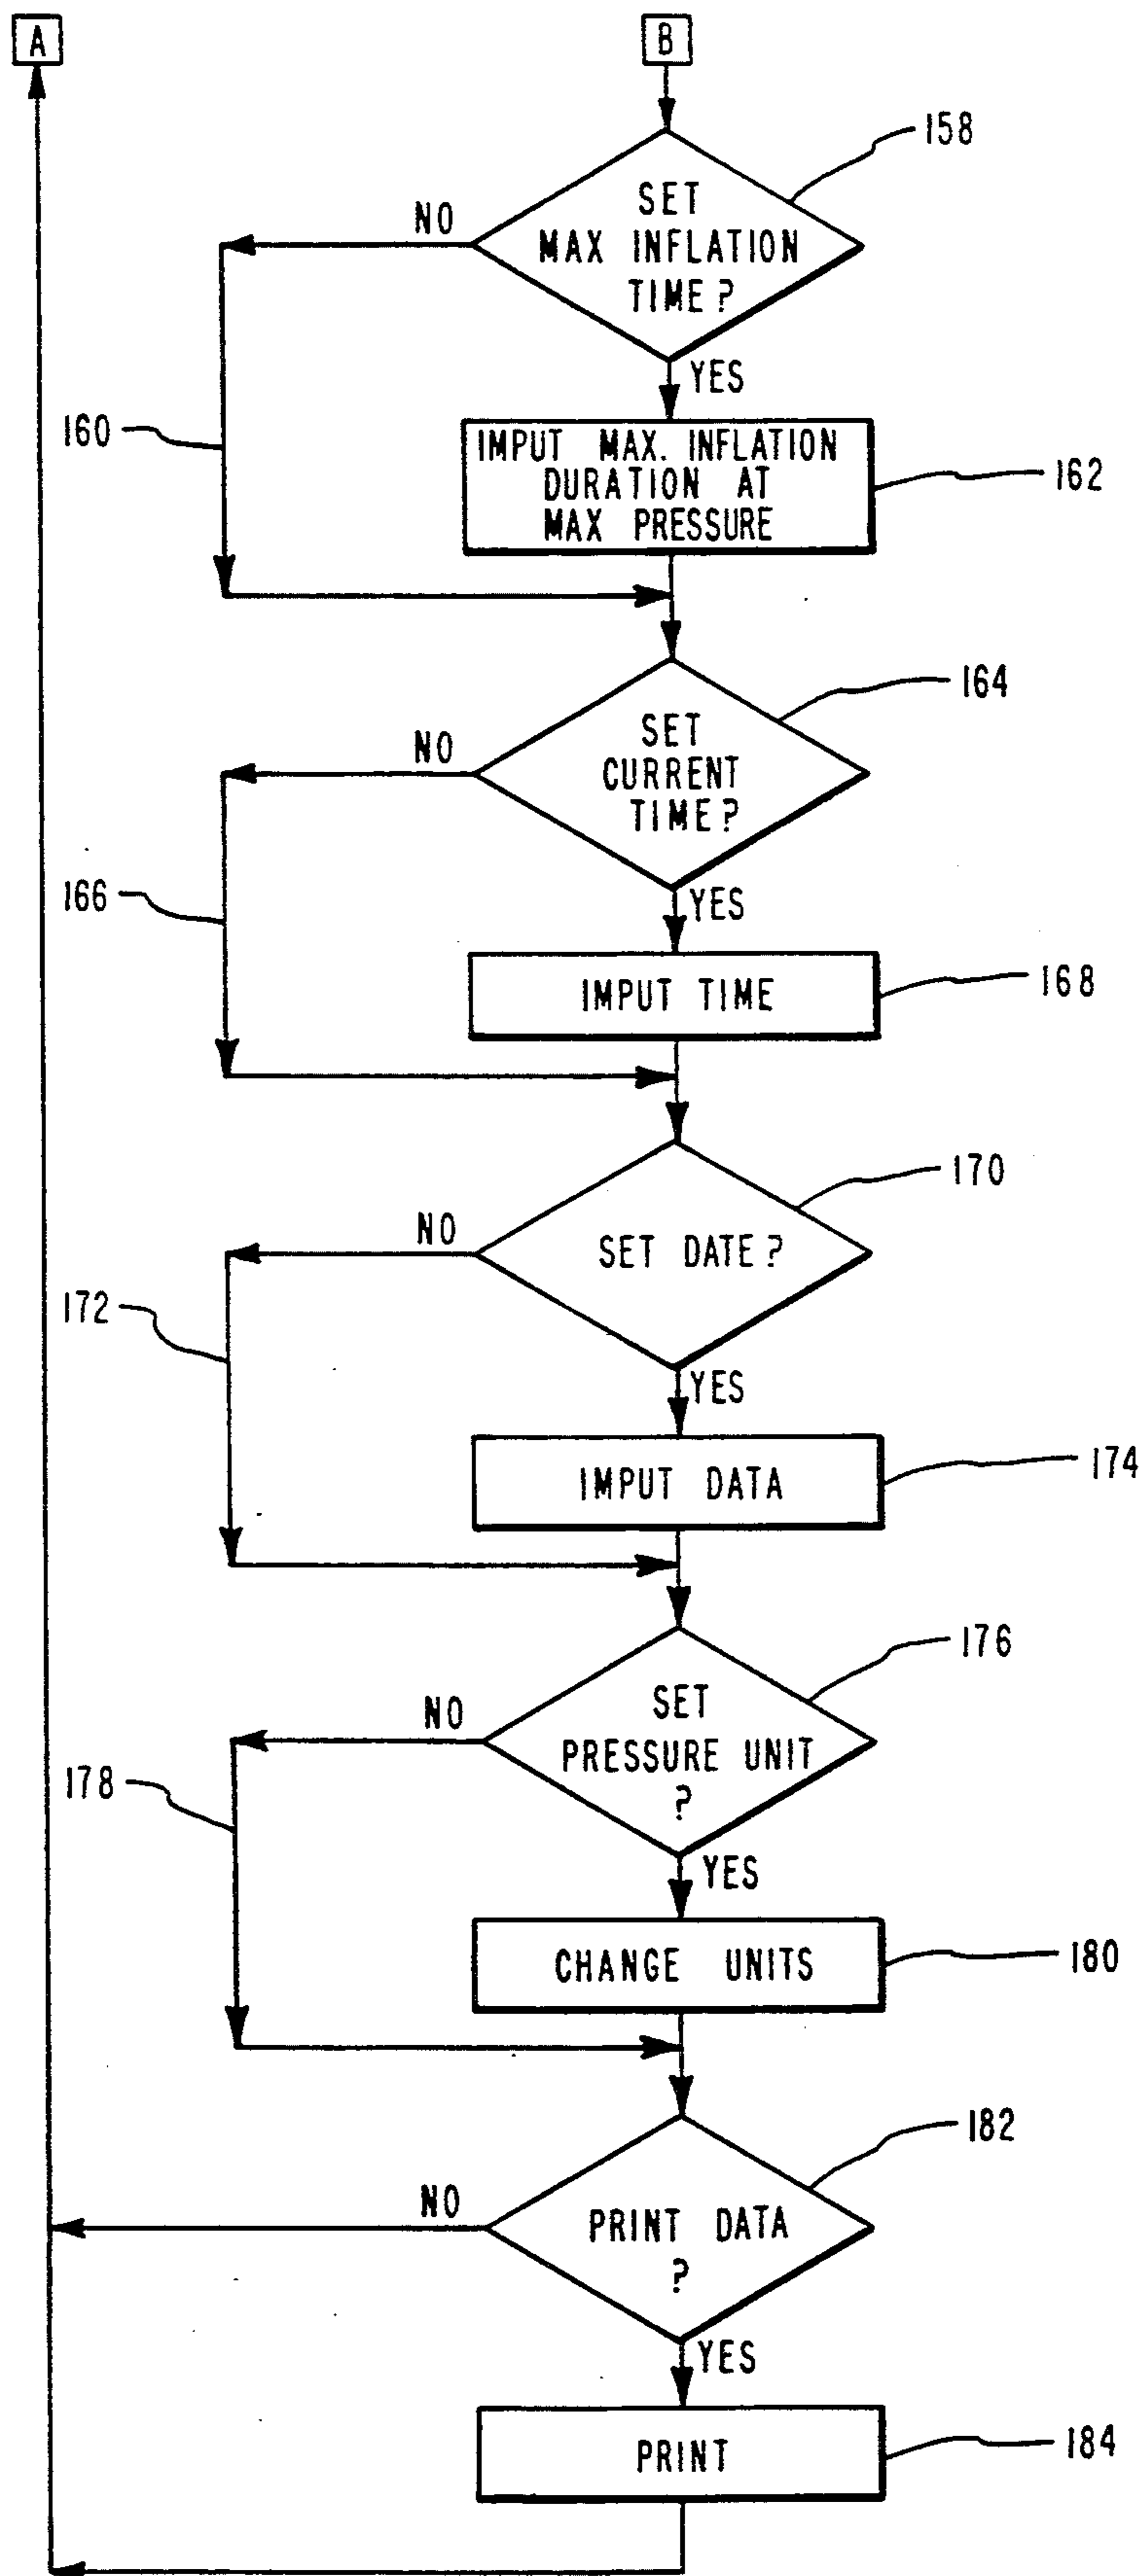 A
B
158
SET
MAX INFLATION
TIME?
NO
YES
160
IMPUT MAX. INFLATION
DURATION AT
MAX PRESSURE
162
164
SET
CURRENT
TIME?
NO
YES
166
IMPUT TIME
168
170
SET DATE?
NO
YES
172
IMPUT DATA
174
176
SET
PRESSURE UNIT
?
NO
YES
178
CHANGE UNITS
180
182
PRINT DATA
?
NO
YES
PRINT
184